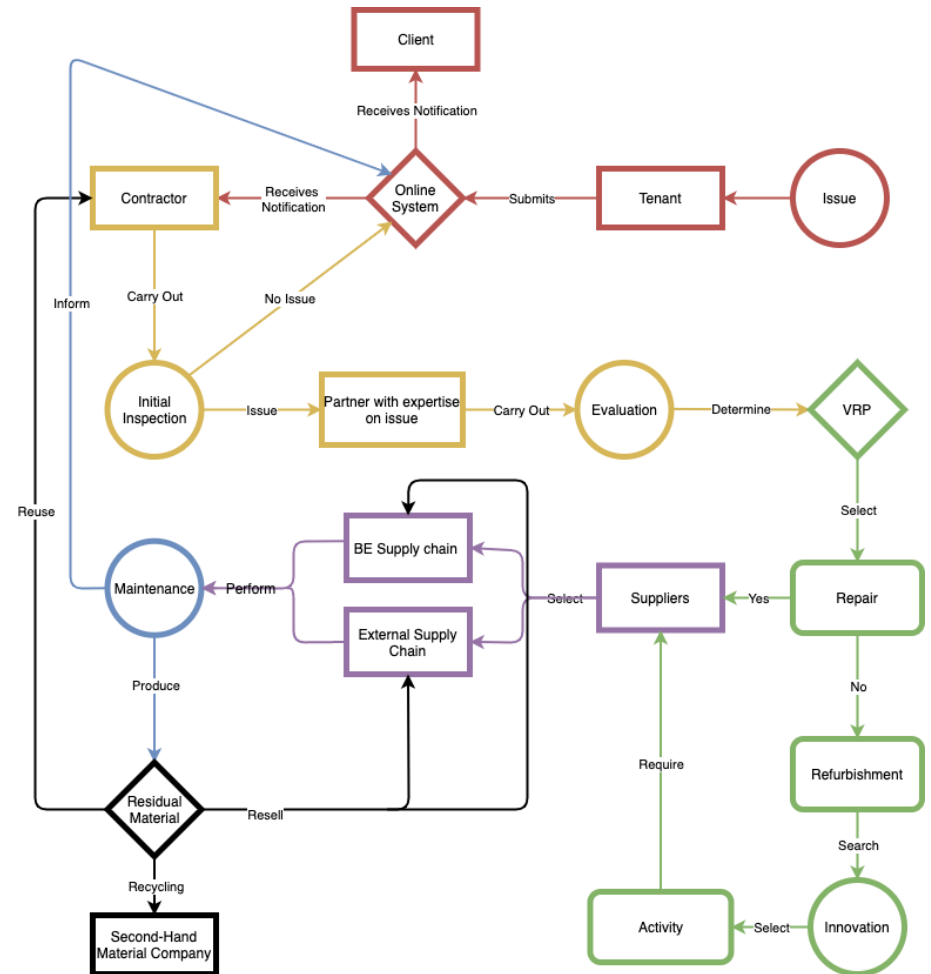 Client
Receives Notification
Contractor
Receives
Notification
Online
System
Submits
Tenant
Issue
Inform
Carry Out
No Issue
Initial
Inspection
Issue
Partner with expertise
on issue
Carry Out
Evaluation
Determine
VRP
Reuse
Select
BE Supply chain
Maintenance
Perform
Select
Suppliers
Yes
Repair
External Supply
Chain
Produce
No
Require
Refurbishment
Residual
Material
Resell
Search
Recycling
Second-Hand
Material Company
Activity
Select
Innovation